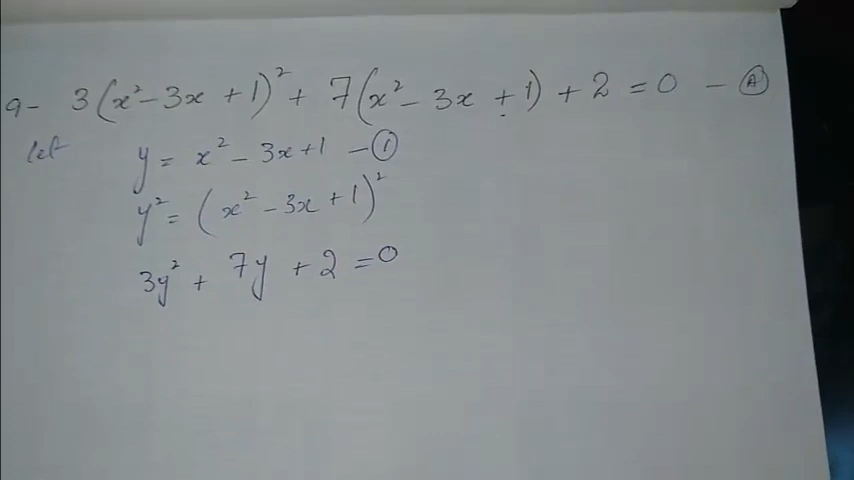 9- 3(x² - 3x + 1)² + 7(x² - 3x + 1) + 2 = 0 - Ⓐ
let y = x² - 3x + 1 - ①
y² = (x² - 3x + 1)²
3y² + 7y + 2 = 0